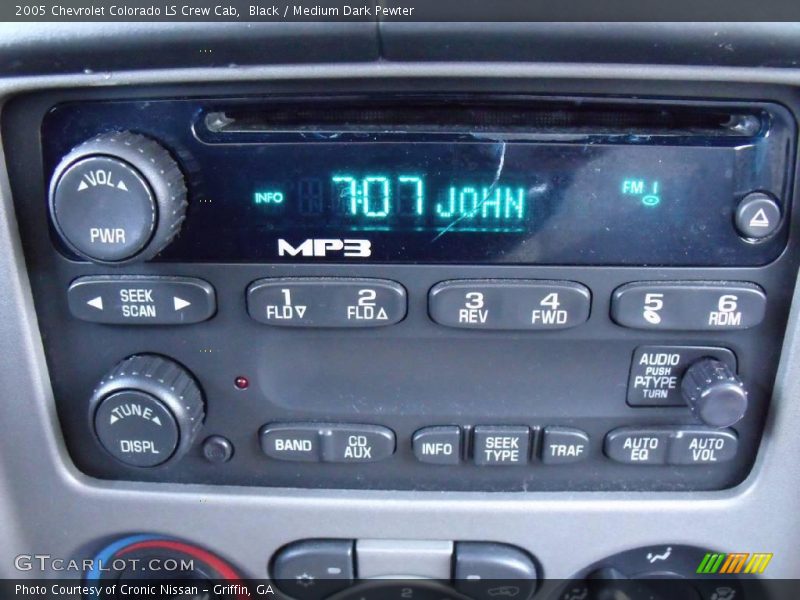 2005 Chevrolet Colorado LS Crew Cab,  Black / Medium Dark Pewter
VOL
PWR
INFO 7:07 JOHN FM 1
MP3
SEEK
SCAN
1 FLD
2 FLD
3 REV
4 FWD
5
6 RDM
AUDIO
PUSH
P-TYPE
TURN
TUNE
DISPL
BAND
CD
AUX
INFO
SEEK
TYPE
TRAF
AUTO
EQ
AUTO
VOL
GTCARLOT.COM
2
Photo Courtesy of Cronic Nissan – Griffin, GA